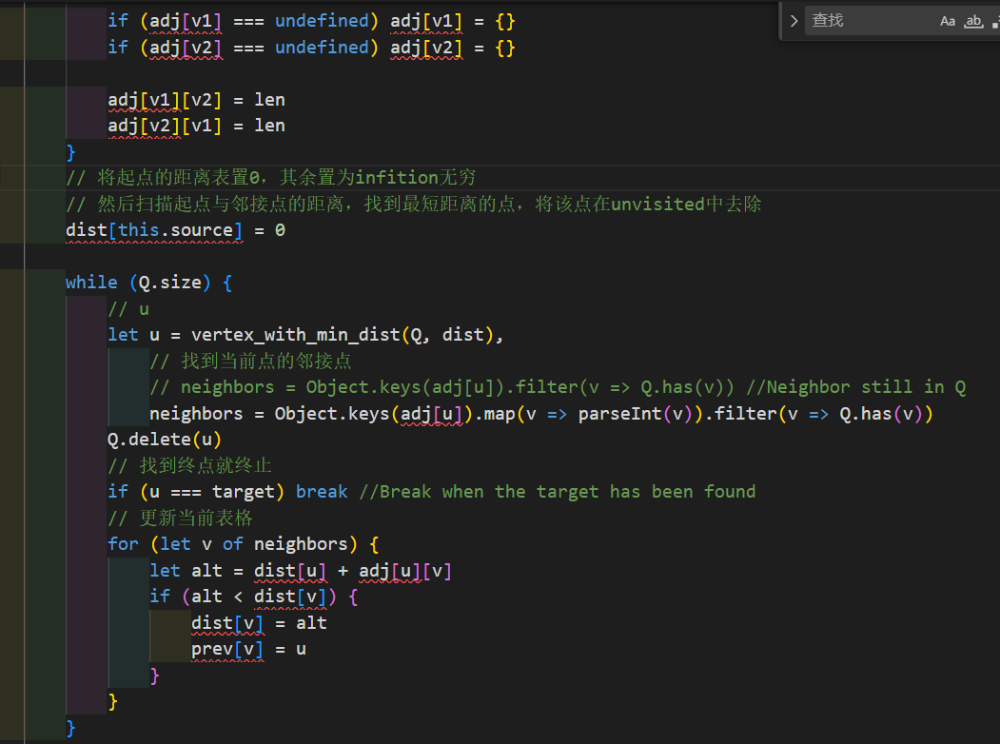 if (adj[v1] === undefined) adj[v1] = {}
查找
Aa
ab
if (adj[v2] === undefined) adj[v2] = {}
adj[v1][v2] = len
adj[v2][v1] = len
}
// 将起点的距离表置0，其余置为infition无穷
// 然后扫描起点与邻接点的距离，找到最短距离的点，将该点在unvisited中去除
dist[this.source] = 0
while (Q.size) {
// u
let u = vertex_with_min_dist(Q, dist),
// 找到当前点的邻接点
// neighbors = Object.keys(adj[u]).filter(v => Q.has(v)) //Neighbor still in Q
neighbors = Object.keys(adj[u]).map(v => parseInt(v)).filter(v => Q.has(v))
Q.delete(u)
// 找到终点就终止
if (u === target) break //Break when the target has been found
// 更新当前表格
for (let v of neighbors) {
let alt = dist[u] + adj[u][v]
if (alt < dist[v]) {
dist[v] = alt
prev[v] = u
}
}
}